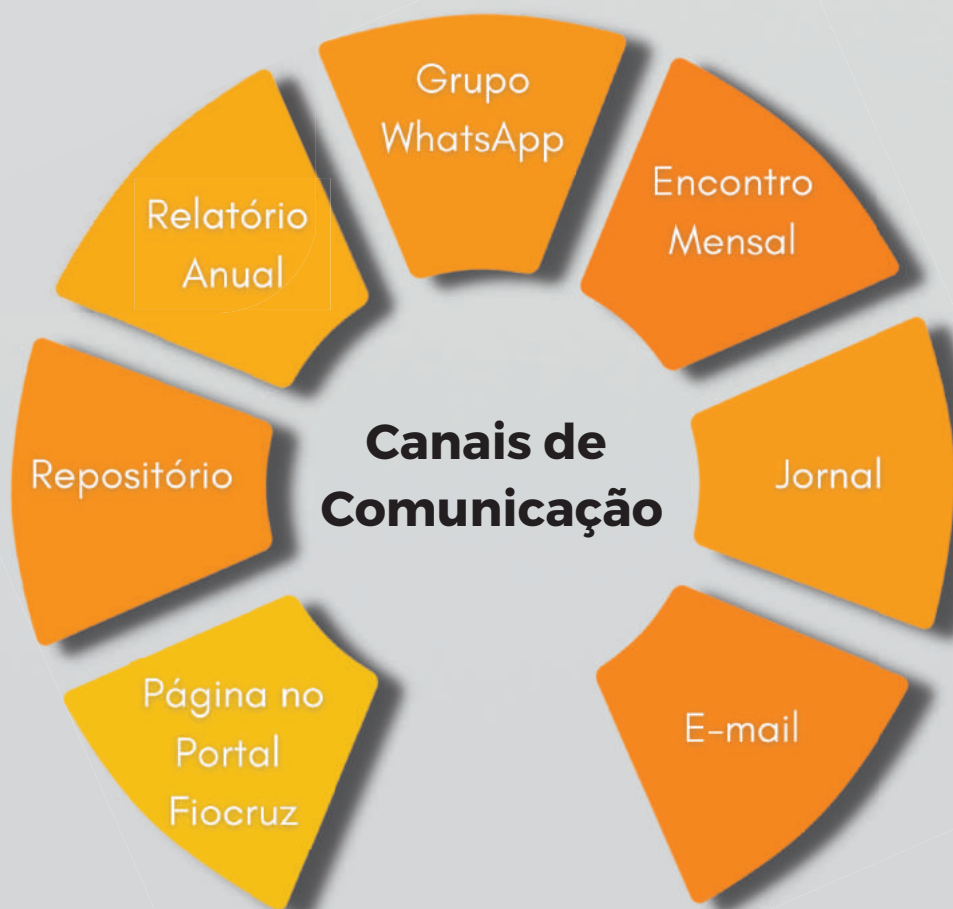 Grupo
WhatsApp
Encontro
Mensal
Relatório
Anual
Canais de
Comunicação
Repositório
Jornal
Página no
Portal
Fiocruz
E-mail